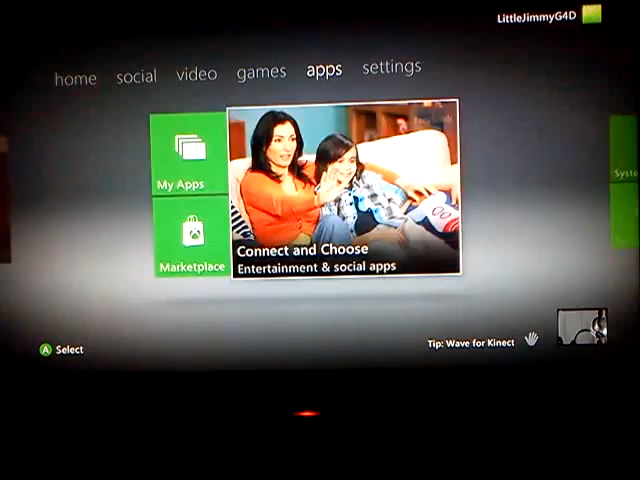 LittleJimmyG4D
home social video games apps settings
My Apps
Marketplace
Connect and Choose
Entertainment & social apps
Syste
A Select
Tip: Wave for Kinect